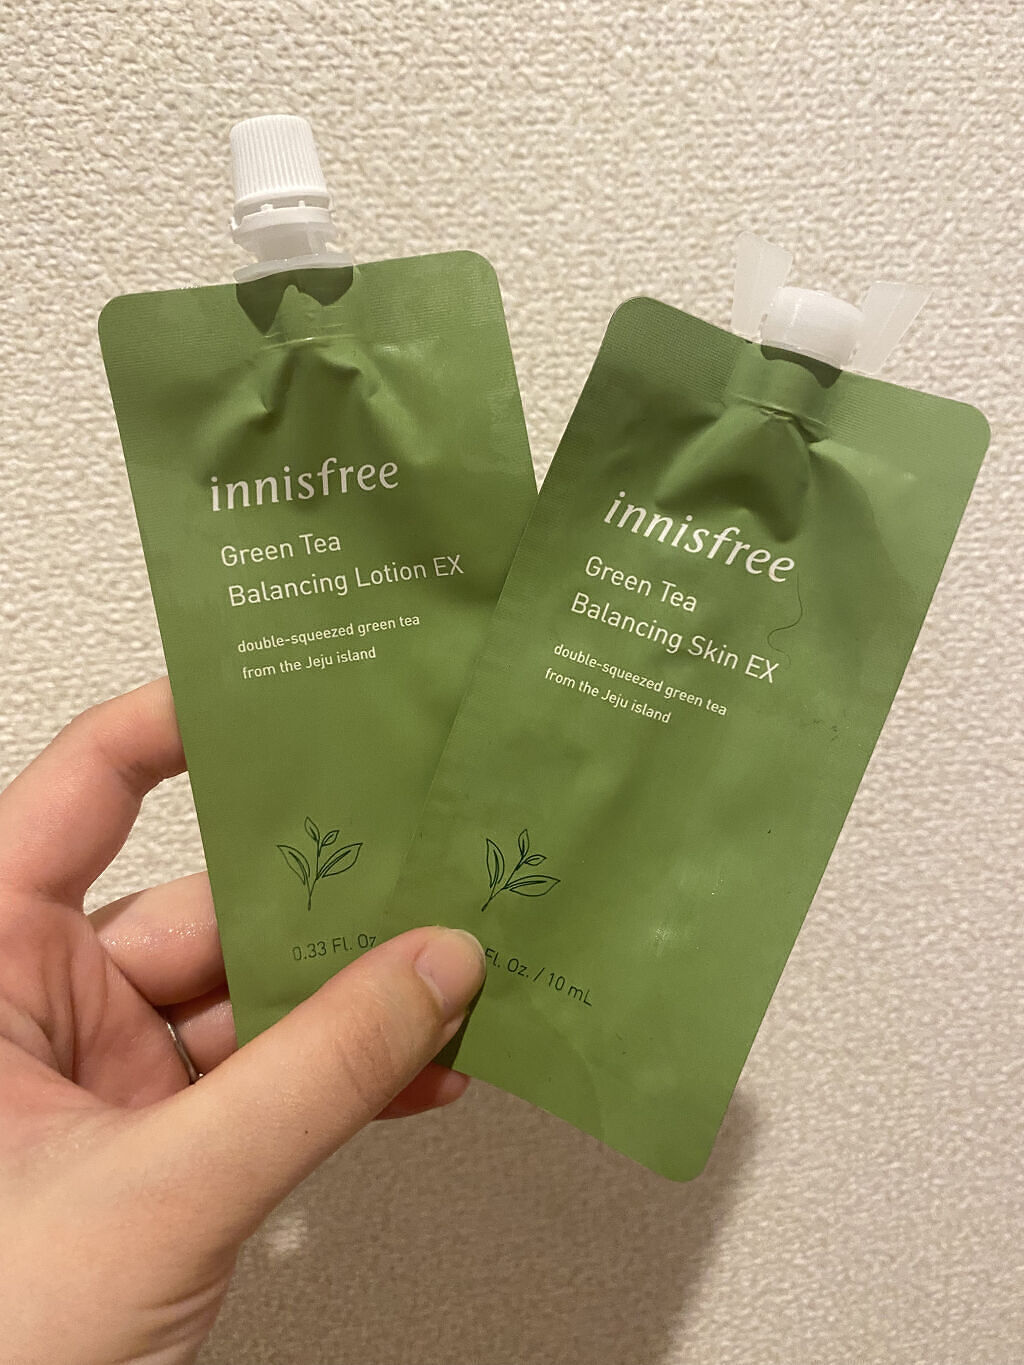 innisfree
Green Tea
Balancing Lotion EX
double-squeezed green tea
from the Jeju island
0.33 Fl. Oz
innisfree
Green Tea
Balancing Skin EX
double-squeezed green tea
from the Jeju island
Fl. Oz. / 10 mL